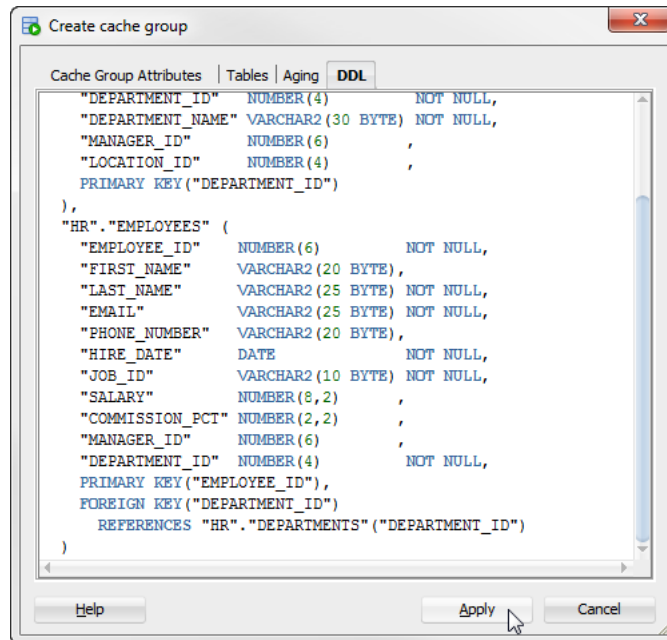 Create cache group
Cache Group Attributes Tables Aging DDL
"DEPARTMENT_ID" NUMBER(4) NOT NULL,
"DEPARTMENT_NAME" VARCHAR2(30 BYTE) NOT NULL,
"MANAGER_ID" NUMBER(6) ,
"LOCATION_ID" NUMBER(4) ,
PRIMARY KEY("DEPARTMENT_ID")
),
"HR"."EMPLOYEES" (
"EMPLOYEE_ID" NUMBER(6) NOT NULL,
"FIRST_NAME" VARCHAR2(20 BYTE),
"LAST_NAME" VARCHAR2(25 BYTE) NOT NULL,
"EMAIL" VARCHAR2(25 BYTE) NOT NULL,
"PHONE_NUMBER" VARCHAR2(20 BYTE),
"HIRE_DATE" DATE NOT NULL,
"JOB_ID" VARCHAR2(10 BYTE) NOT NULL,
"SALARY" NUMBER(8,2) ,
"COMMISSION_PCT" NUMBER(2,2) ,
"MANAGER_ID" NUMBER(6) ,
"DEPARTMENT_ID" NUMBER(4) NOT NULL,
PRIMARY KEY("EMPLOYEE_ID"),
FOREIGN KEY("DEPARTMENT_ID")
REFERENCES "HR"."DEPARTMENTS"("DEPARTMENT_ID")
)
Help Apply Cancel